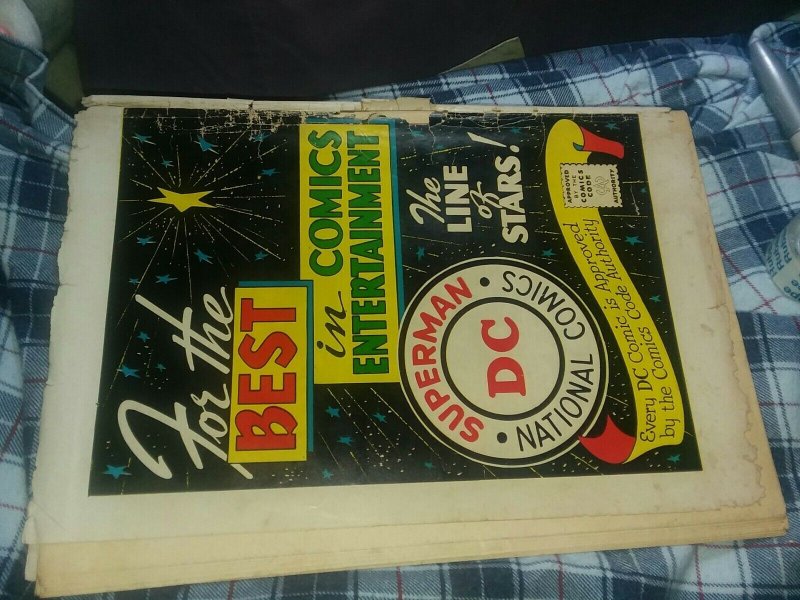 For the
BEST
in COMICS
ENTERTAINMENT
The
LINE
of
STARS!
SUPERMAN
DC
NATIONAL COMICS
APPROVED
BY THE
COMICS
CODE
AUTHORITY
Every DC Comic is Approved
by the Comics Code Authority